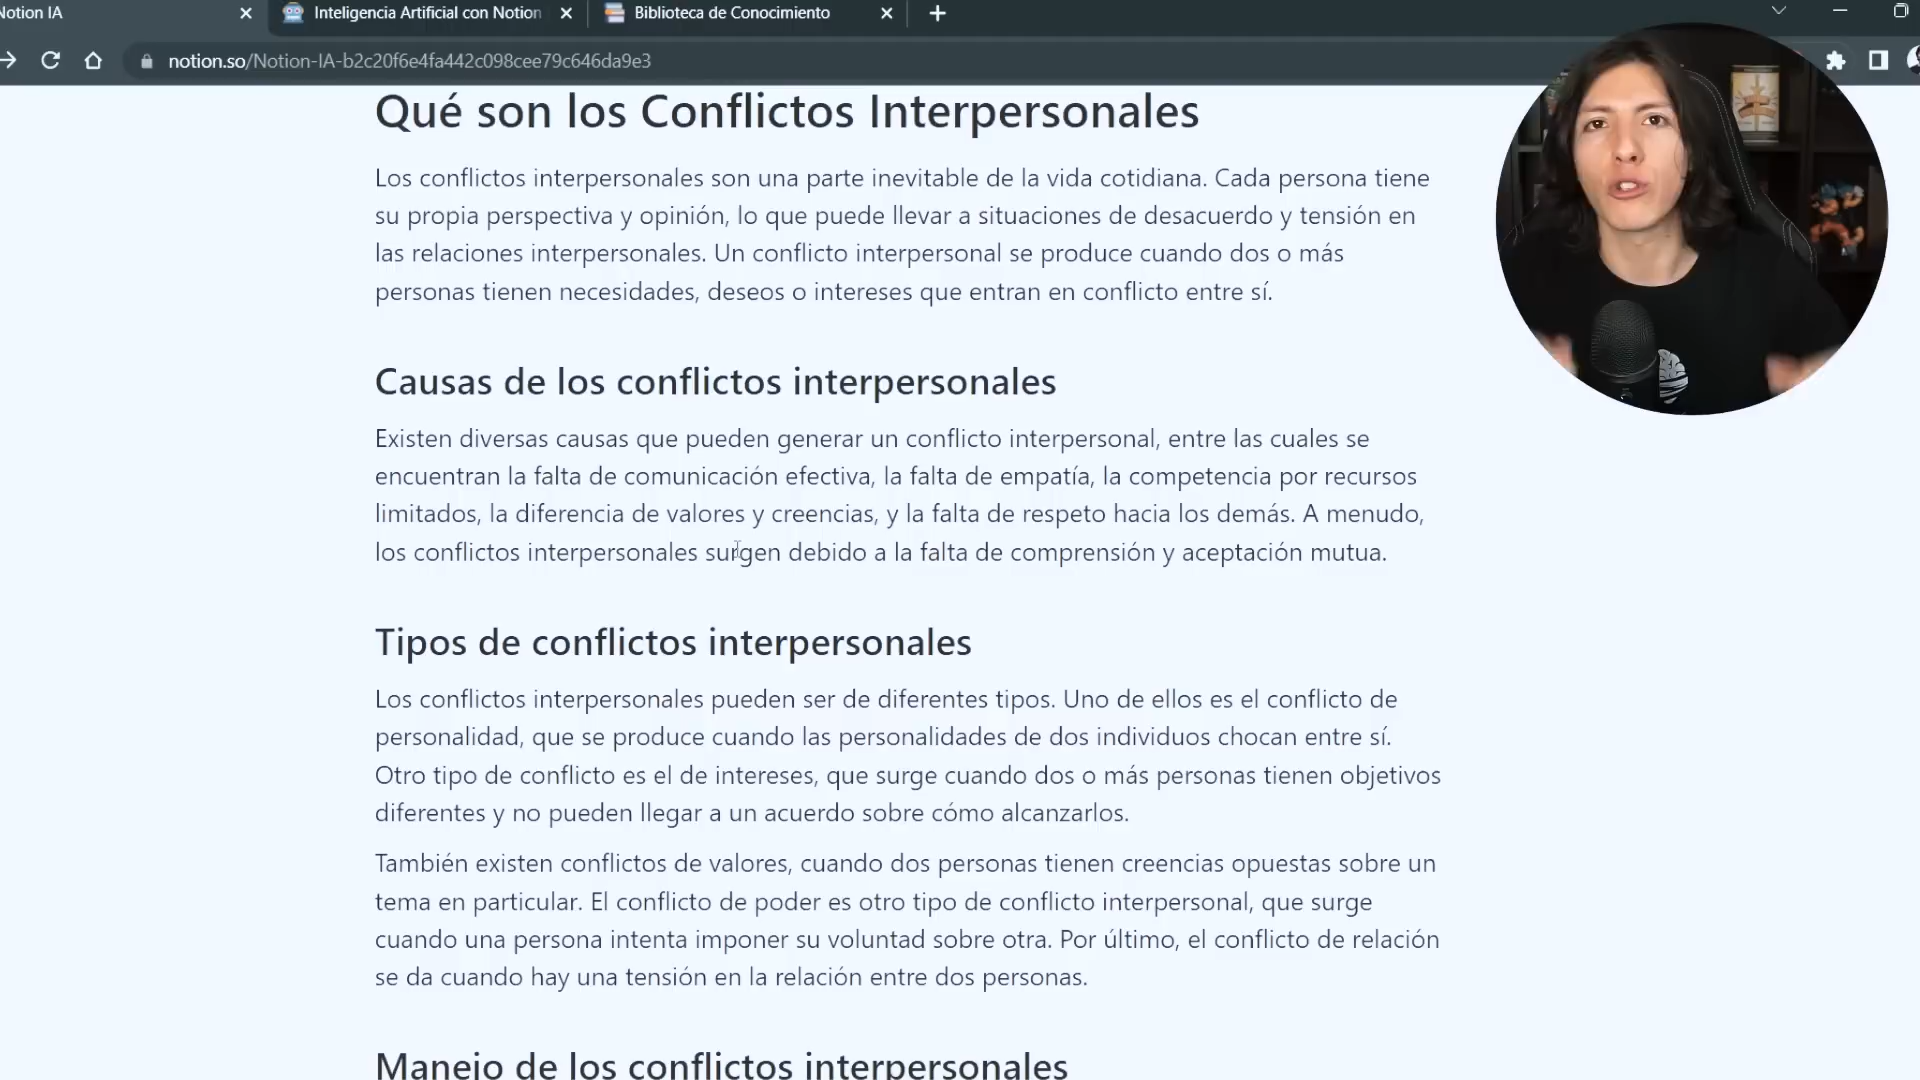 Notion IA
Inteligencia Artificial con Notion
Biblioteca de Conocimiento
notion.so/Notion-IA-b2c20f6e4fa442c098cee79c646da9e3
Qué son los Conflictos Interpersonales
Los conflictos interpersonales son una parte inevitable de la vida cotidiana. Cada persona tiene
su propia perspectiva y opinión, lo que puede llevar a situaciones de desacuerdo y tensión en
las relaciones interpersonales. Un conflicto interpersonal se produce cuando dos o más
personas tienen necesidades, deseos o intereses que entran en conflicto entre sí.
Causas de los conflictos interpersonales
Existen diversas causas que pueden generar un conflicto interpersonal, entre las cuales se
encuentran la falta de comunicación efectiva, la falta de empatía, la competencia por recursos
limitados, la diferencia de valores y creencias, y la falta de respeto hacia los demás. A menudo,
los conflictos interpersonales surgen debido a la falta de comprensión y aceptación mutua.
Tipos de conflictos interpersonales
Los conflictos interpersonales pueden ser de diferentes tipos. Uno de ellos es el conflicto de
personalidad, que se produce cuando las personalidades de dos individuos chocan entre sí.
Otro tipo de conflicto es el de intereses, que surge cuando dos o más personas tienen objetivos
diferentes y no pueden llegar a un acuerdo sobre cómo alcanzarlos.
También existen conflictos de valores, cuando dos personas tienen creencias opuestas sobre un
tema en particular. El conflicto de poder es otro tipo de conflicto interpersonal, que surge
cuando una persona intenta imponer su voluntad sobre otra. Por último, el conflicto de relación
se da cuando hay una tensión en la relación entre dos personas.
Manejo de los conflictos interpersonales